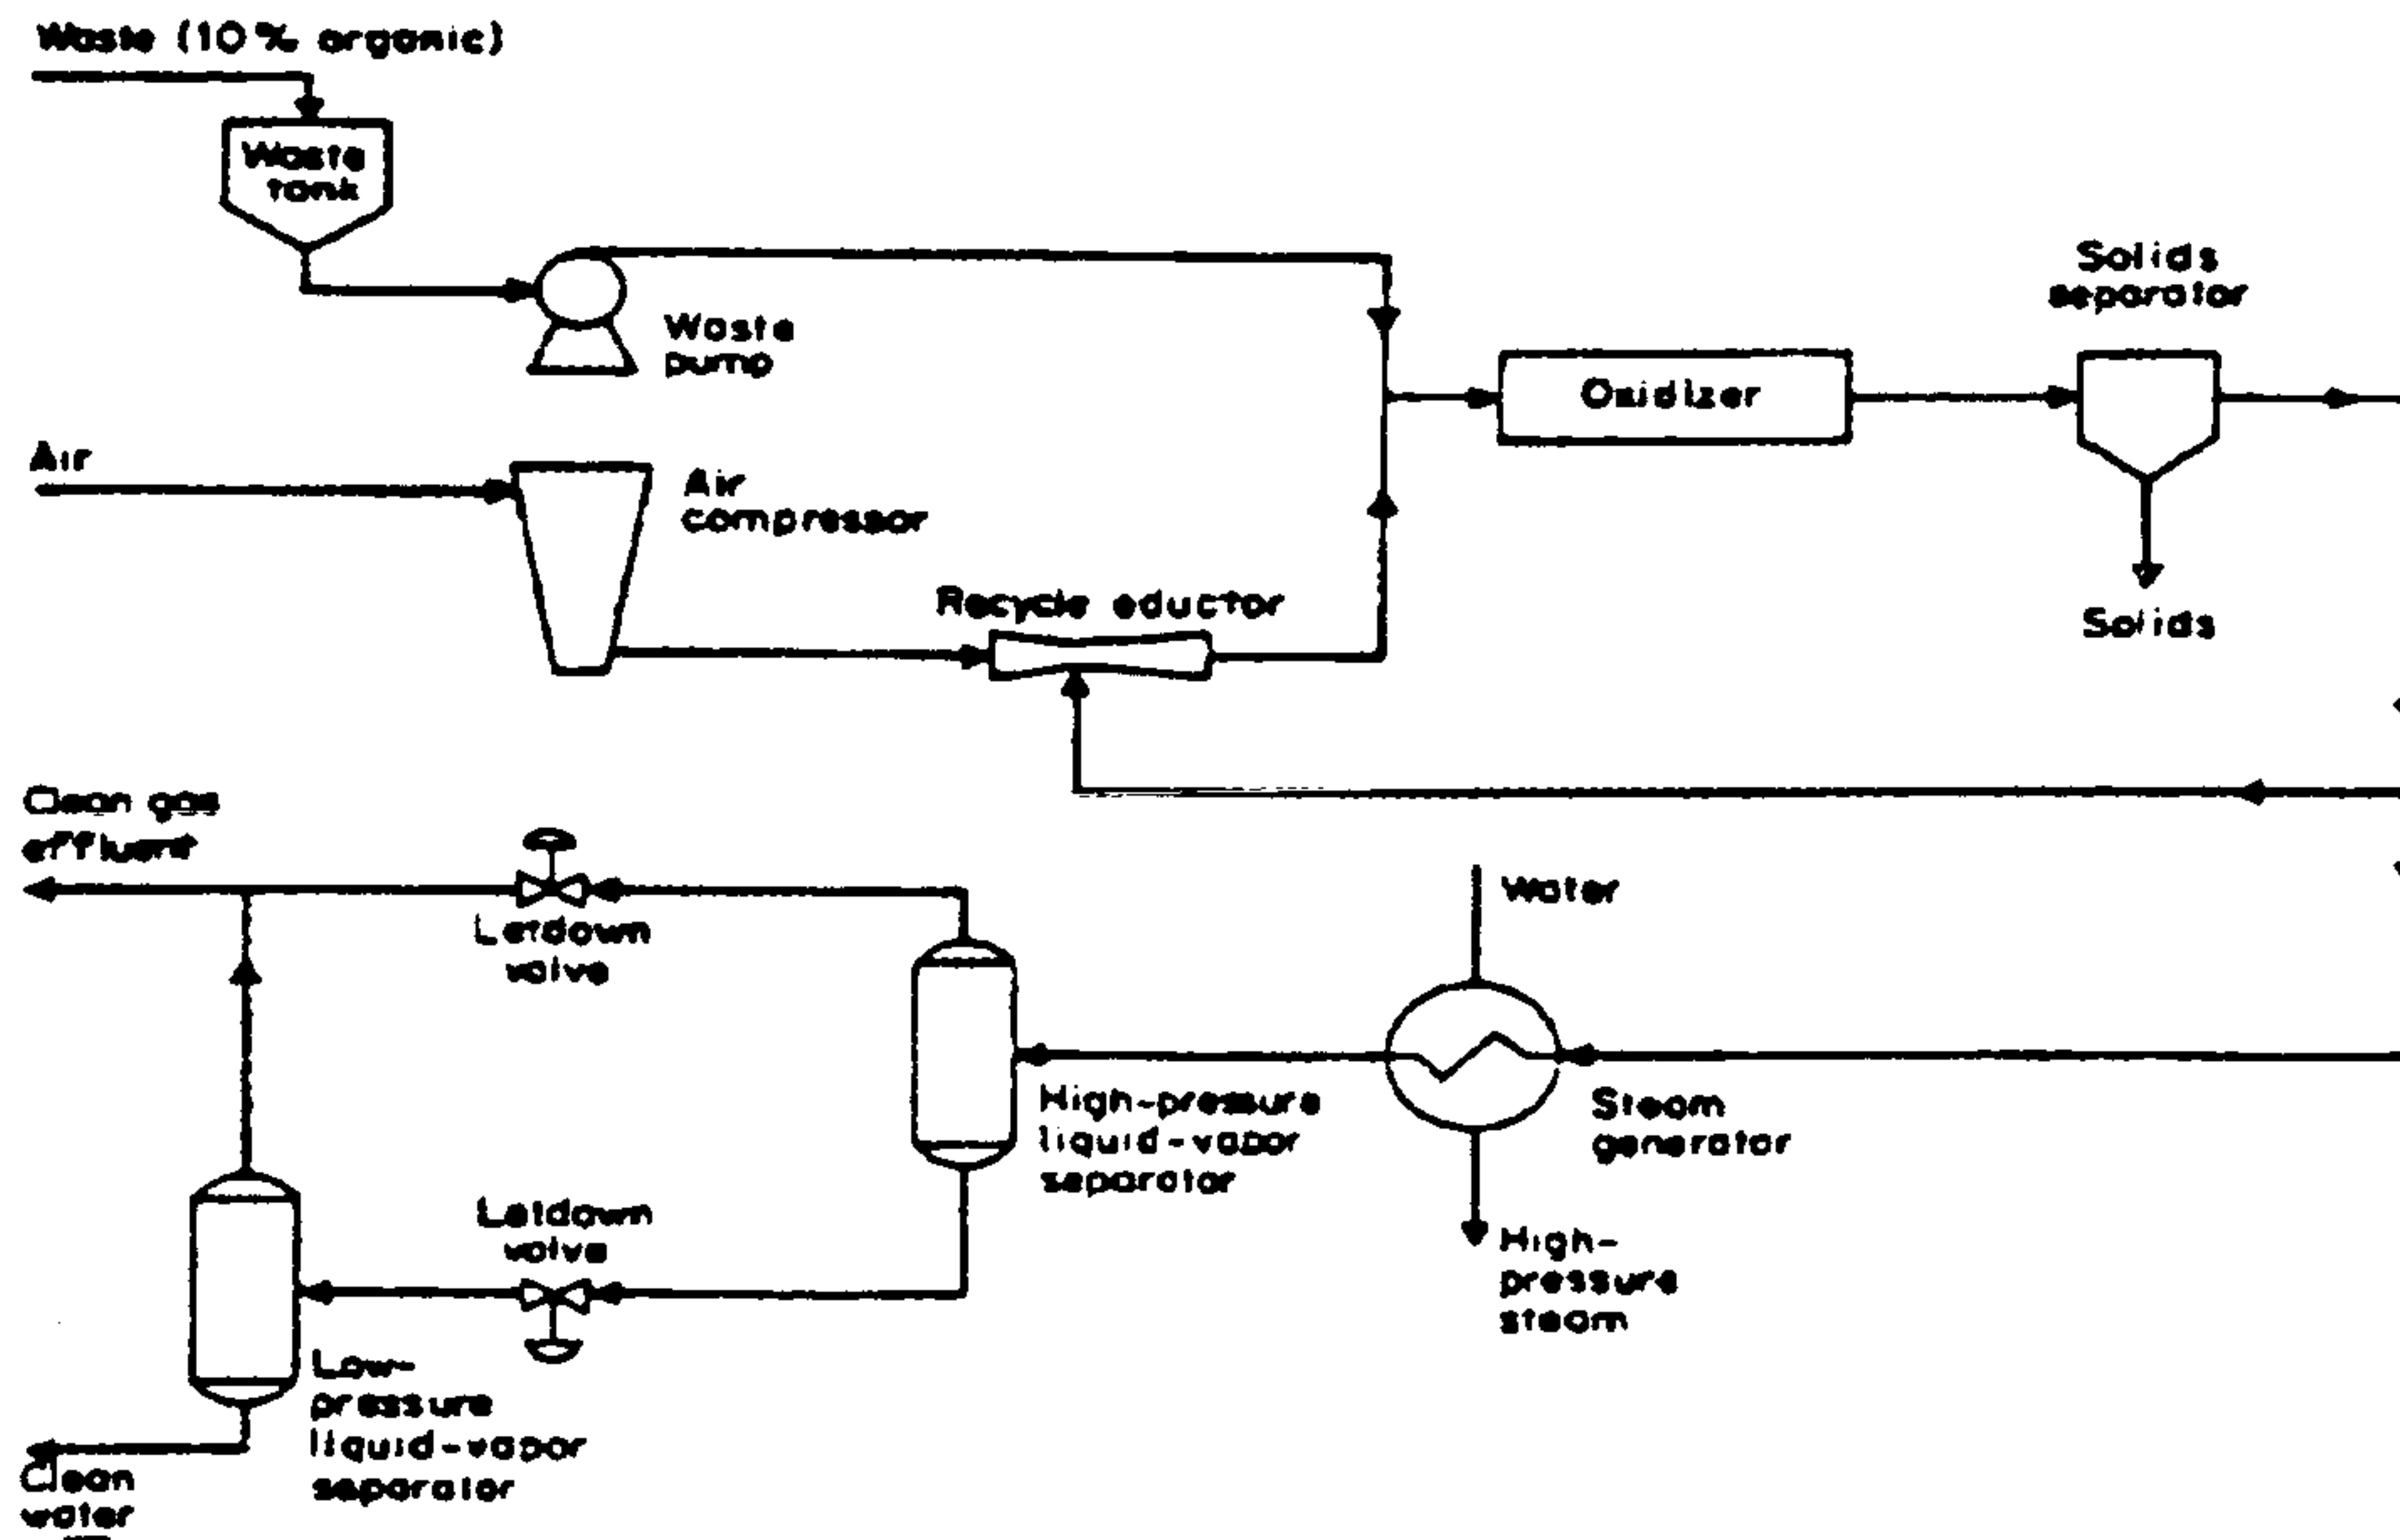 Waste (10% organic)
Waste
tank
Waste
pump
Oxidizer
Solids
separator
Solids
Air
Air
compressor
Recycle eductor
Clean gas
effluent
Letdown
valve
Water
Steam
generator
High-pressure
liquid-vapor
separator
High-
pressure
steam
Letdown
valve
Low-
pressure
liquid-vapor
separator
Clean
water